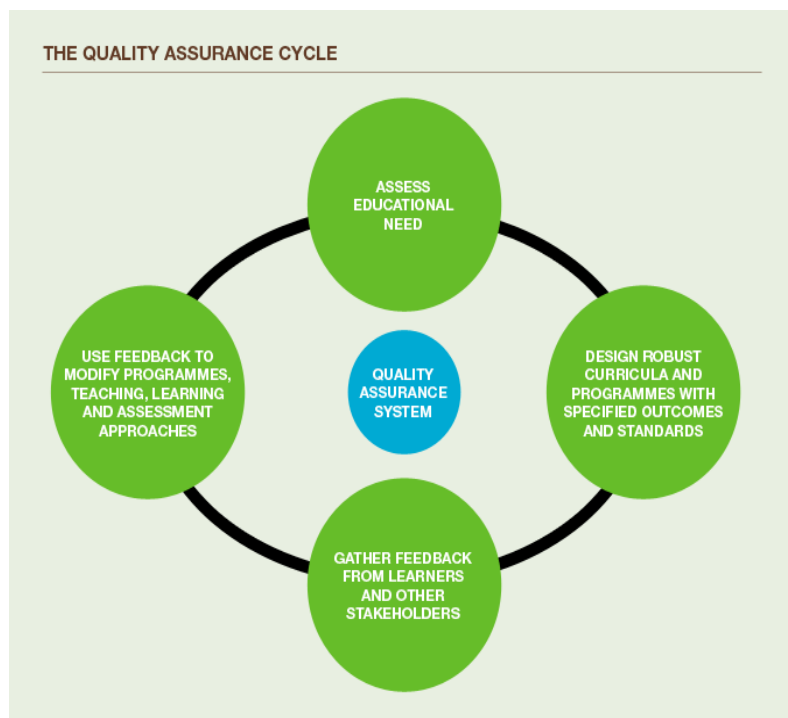 THE QUALITY ASSURANCE CYCLE
ASSESS
EDUCATIONAL
NEED
DESIGN ROBUST
CURRICULA AND
PROGRAMMES WITH
SPECIFIED OUTCOMES
AND STANDARDS
GATHER FEEDBACK
FROM LEARNERS
AND OTHER
STAKEHOLDERS
USE FEEDBACK TO
MODIFY PROGRAMMES,
TEACHING, LEARNING
AND ASSESSMENT
APPROACHES
QUALITY
ASSURANCE
SYSTEM